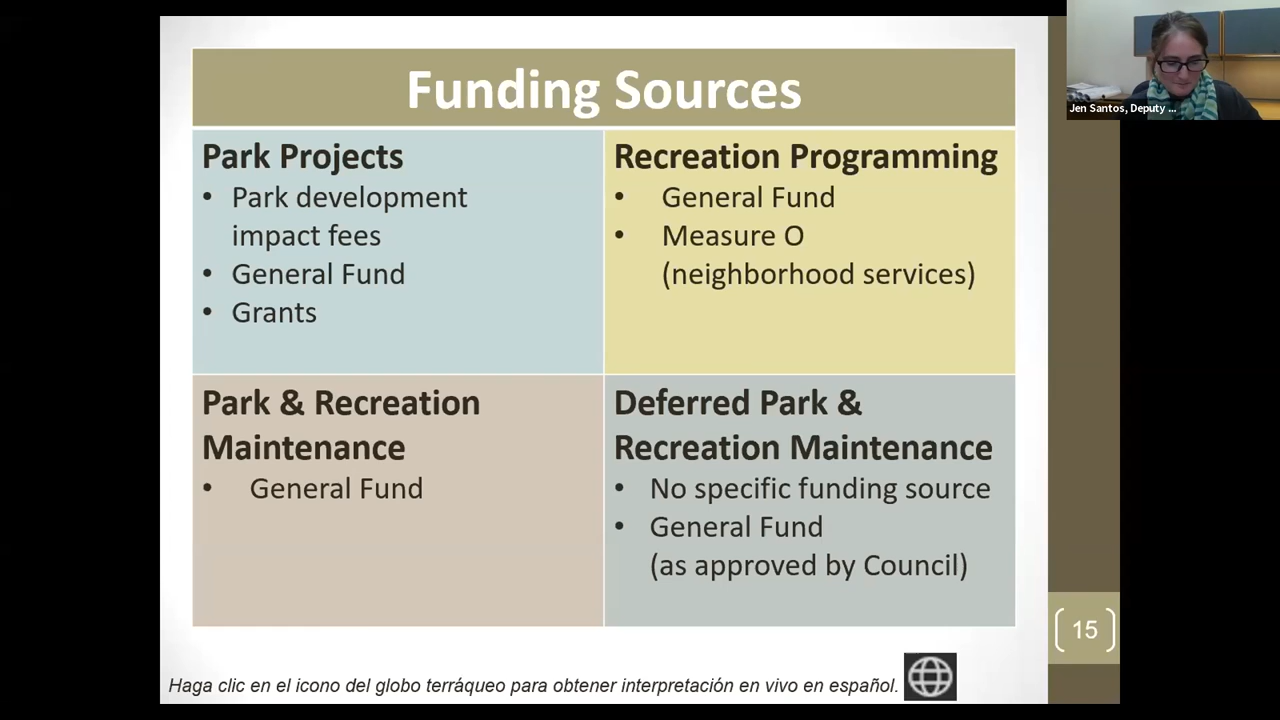 Funding Sources
Park Projects
• Park development
impact fees
• General Fund
• Grants
Recreation Programming
• General Fund
• Measure O
(neighborhood services)
Park & Recreation
Maintenance
• General Fund
Deferred Park &
Recreation Maintenance
• No specific funding source
• General Fund
(as approved by Council)
15
Haga clic en el icono del globo terráqueo para obtener interpretación en vivo en español.
Jen Santos, Deputy ...